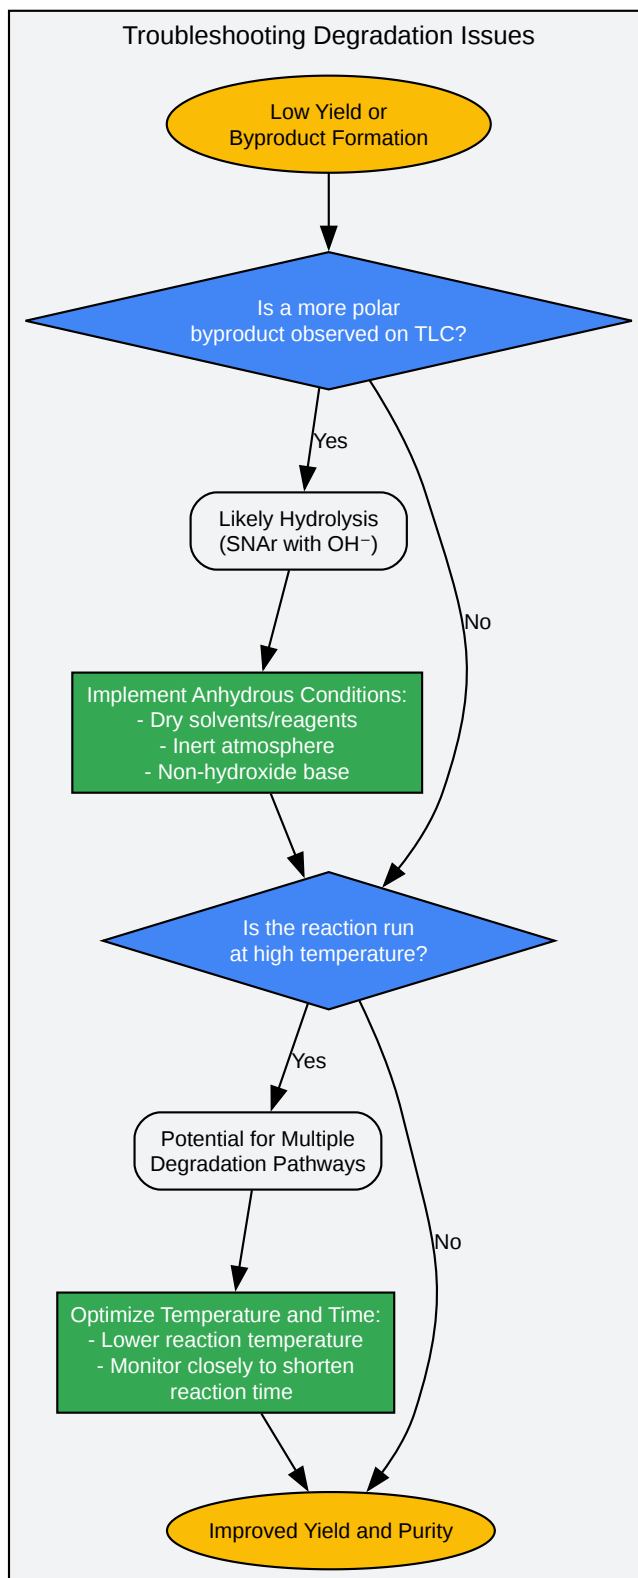 Troubleshooting Degradation Issues
Low Yield or
Byproduct Formation
Is a more polar
byproduct observed on TLC?
Yes
Likely Hydrolysis
(SNAr with OH⁻)
No
Implement Anhydrous Conditions:
- Dry solvents/reagents
- Inert atmosphere
- Non-hydroxide base
Is the reaction run
at high temperature?
Yes
Potential for Multiple
Degradation Pathways
No
Optimize Temperature and Time:
- Lower reaction temperature
- Monitor closely to shorten
reaction time
Improved Yield and Purity